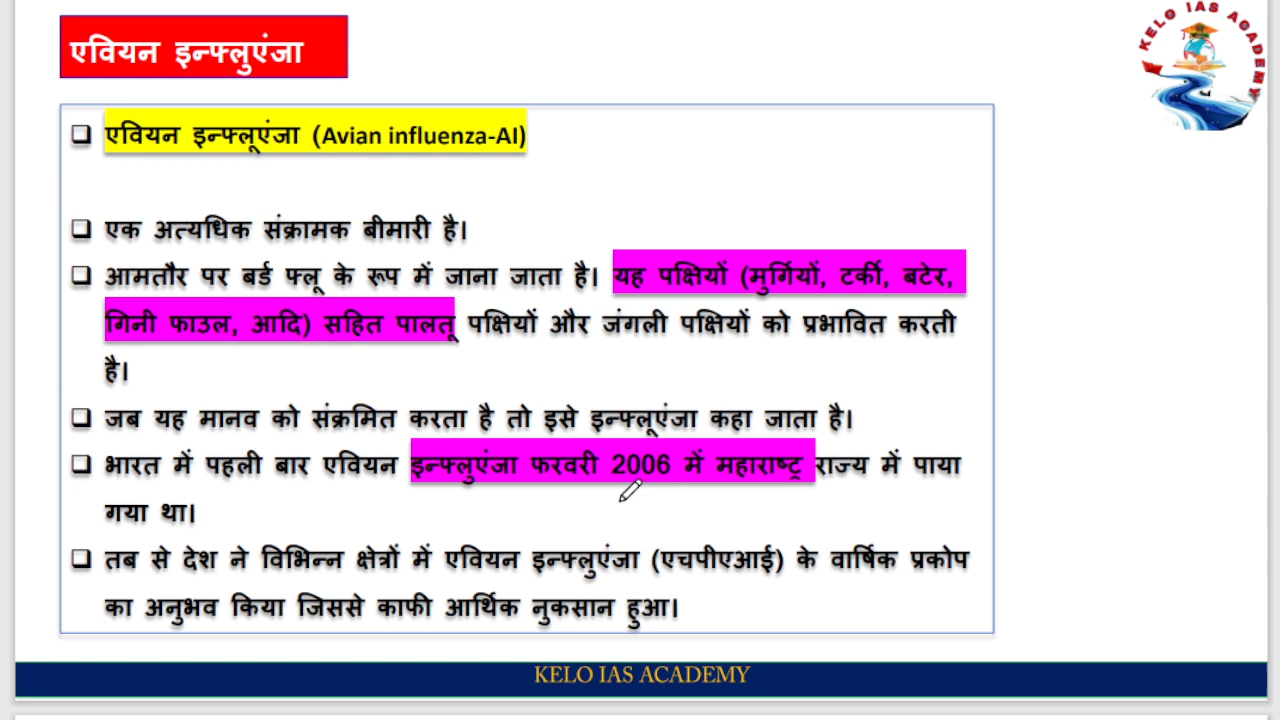 एवियन इन्फ्लुएंजा
KELO IAS ACADEMY
❑ एवियन इन्फ्लूएंजा (Avian influenza-AI)
❑ एक अत्यधिक संक्रामक बीमारी है।
❑ आमतौर पर बर्ड फ्लू के रूप में जाना जाता है। यह पक्षियों (मुर्गियों, टर्की, बटेर,
गिनी फाउल, आदि) सहित पालतू पक्षियों और जंगली पक्षियों को प्रभावित करती
है।
❑ जब यह मानव को संक्रमित करता है तो इसे इन्फ्लूएंजा कहा जाता है।
❑ भारत में पहली बार एवियन इन्फ्लुएंजा फरवरी 2006 में महाराष्ट्र राज्य में पाया
गया था।
❑ तब से देश ने विभिन्न क्षेत्रों में एवियन इन्फ्लुएंजा (एचपीएआई) के वार्षिक प्रकोप
का अनुभव किया जिससे काफी आर्थिक नुकसान हुआ।
KELO IAS ACADEMY